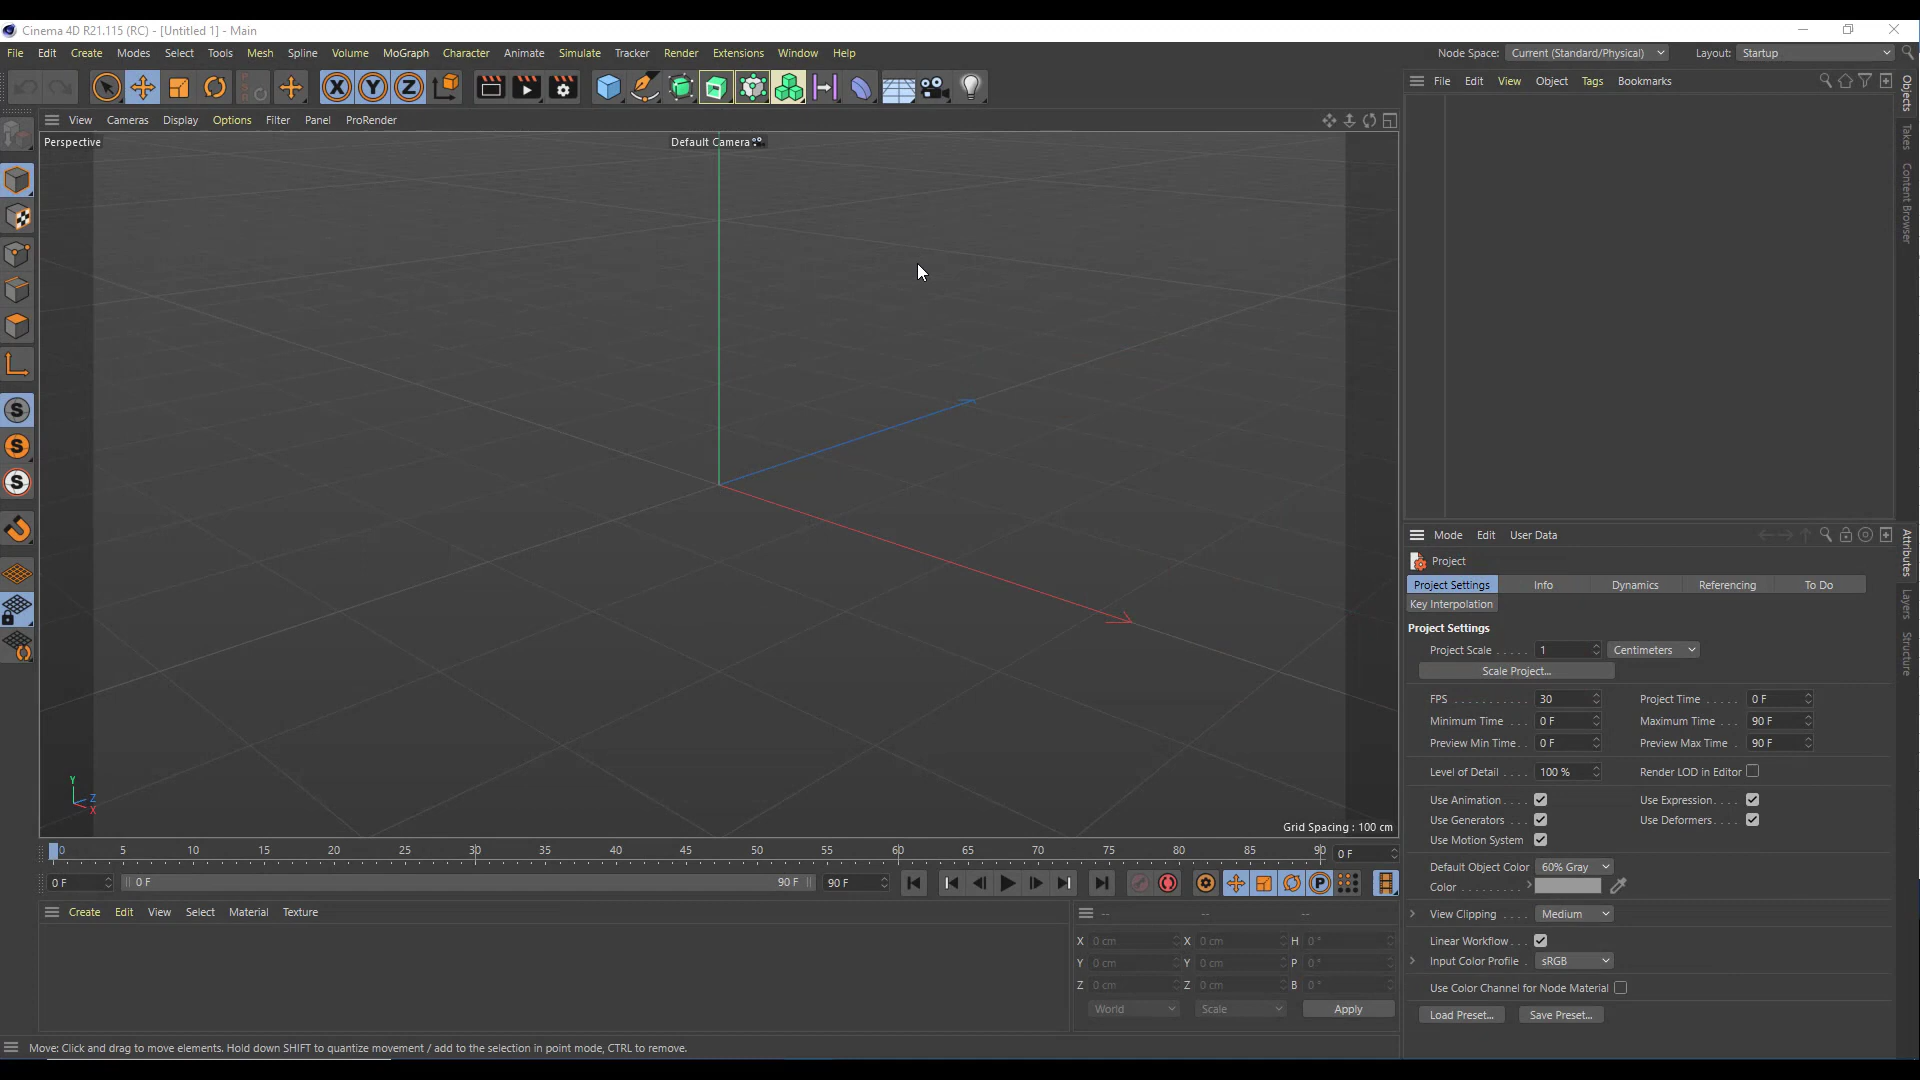 Cinema 4D R21.115 (RC) - [Untitled 1] - Main
File Edit Create Modes Select Tools Mesh Spline Volume MoGraph Character Animate Simulate Tracker Render Extensions Window Help
Node Space: Current (Standard/Physical) Layout: Startup
X Y Z
File Edit View Object Tags Bookmarks
Objects
Takes
Content Browser
View Cameras Display Options Filter Panel ProRender
Perspective
Default Camera
S
S
S
Y
Z
X
Grid Spacing : 100 cm
Mode Edit User Data
Attributes
Layers
Structure
Project
Project Settings Info Dynamics Referencing To Do
Key Interpolation
Project Settings
Project Scale ..... 1 Centimeters
Scale Project...
FPS ........... 30 Project Time ..... 0 F
Minimum Time ... 0 F Maximum Time ... 90 F
Preview Min Time . . 0 F Preview Max Time . 90 F
Level of Detail .... 100 % Render LOD in Editor
Use Animation .... Use Expression ....
Use Generators ... Use Deformers ....
Use Motion System
Default Object Color 60% Gray
Color
View Clipping .... Medium
Linear Workflow ...
Input Color Profile . sRGB
Use Color Channel for Node Material
Load Preset... Save Preset...
0 5 10 15 20 25 30 35 40 45 50 55 60 65 70 75 80 85 90 0 F
0 F 0 F 90 F 90 F P
Create Edit View Select Material Texture
-- -- --
X 0 cm X 0 cm H 0 °
Y 0 cm Y 0 cm P 0 °
Z 0 cm Z 0 cm B 0 °
World Scale Apply
Move: Click and drag to move elements. Hold down SHIFT to quantize movement / add to the selection in point mode, CTRL to remove.